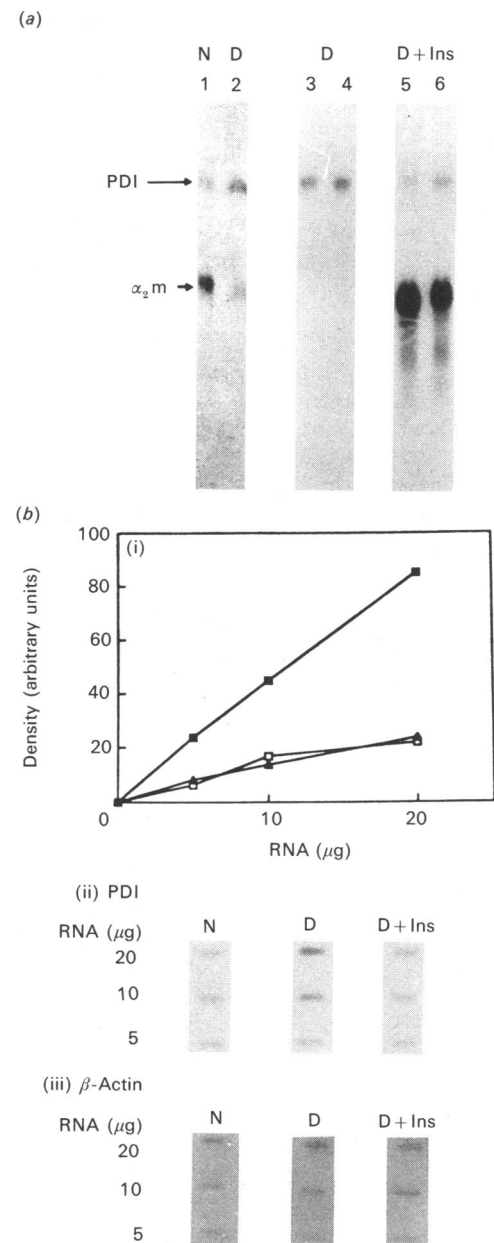 (a)
N D D D + Ins
1 2 3 4 5 6
PDI
α₂m
(b)
100
(i)
80
60
40
20
0
10
20
Density (arbitrary units)
RNA (μg)
(ii) PDI
RNA (μg) N D D + Ins
20
10
5
(iii) β-Actin
RNA (μg) N D D + Ins
20
10
5